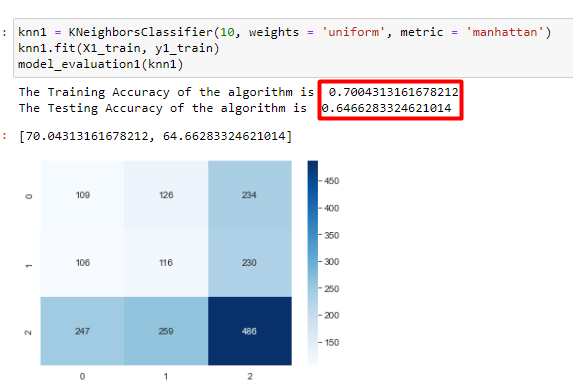 : knn1 = KNeighborsClassifier(10, weights = 'uniform', metric = 'manhattan')
knn1.fit(X1_train, y1_train)
model_evaluation1(knn1)
The Training Accuracy of the algorithm is 0.7004313161678212
The Testing Accuracy of the algorithm is 0.6466283324621014
: [70.04313161678212, 64.66283324621014]
0 109 126 234
1 106 116 230
2 247 259 486
0 1 2
450
400
350
300
250
200
150